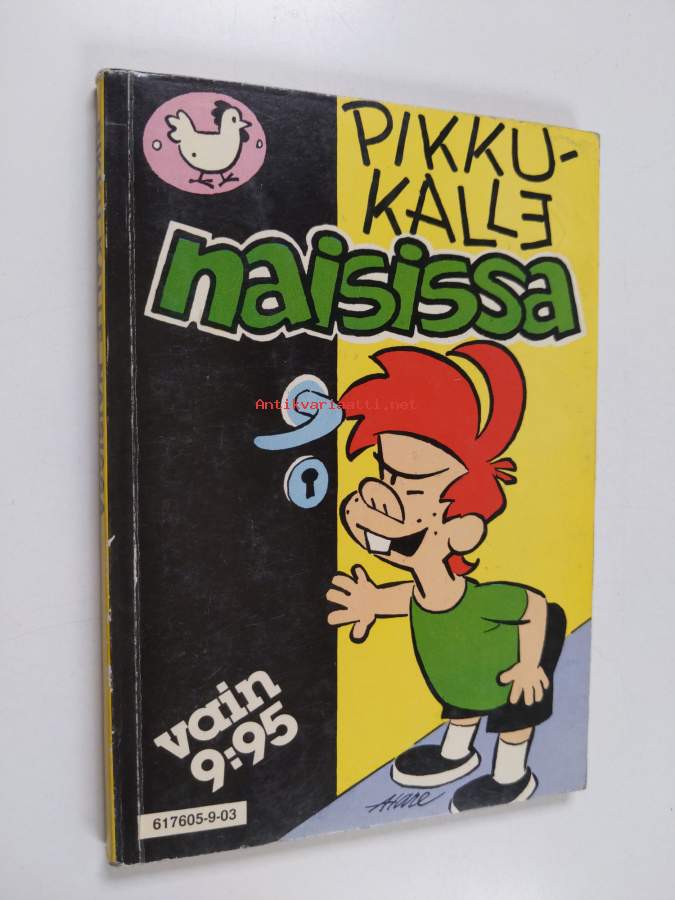 PIKKU-
KALLE
naisissa
Antikvariaatti.net
vain
9:95
617605-9-03